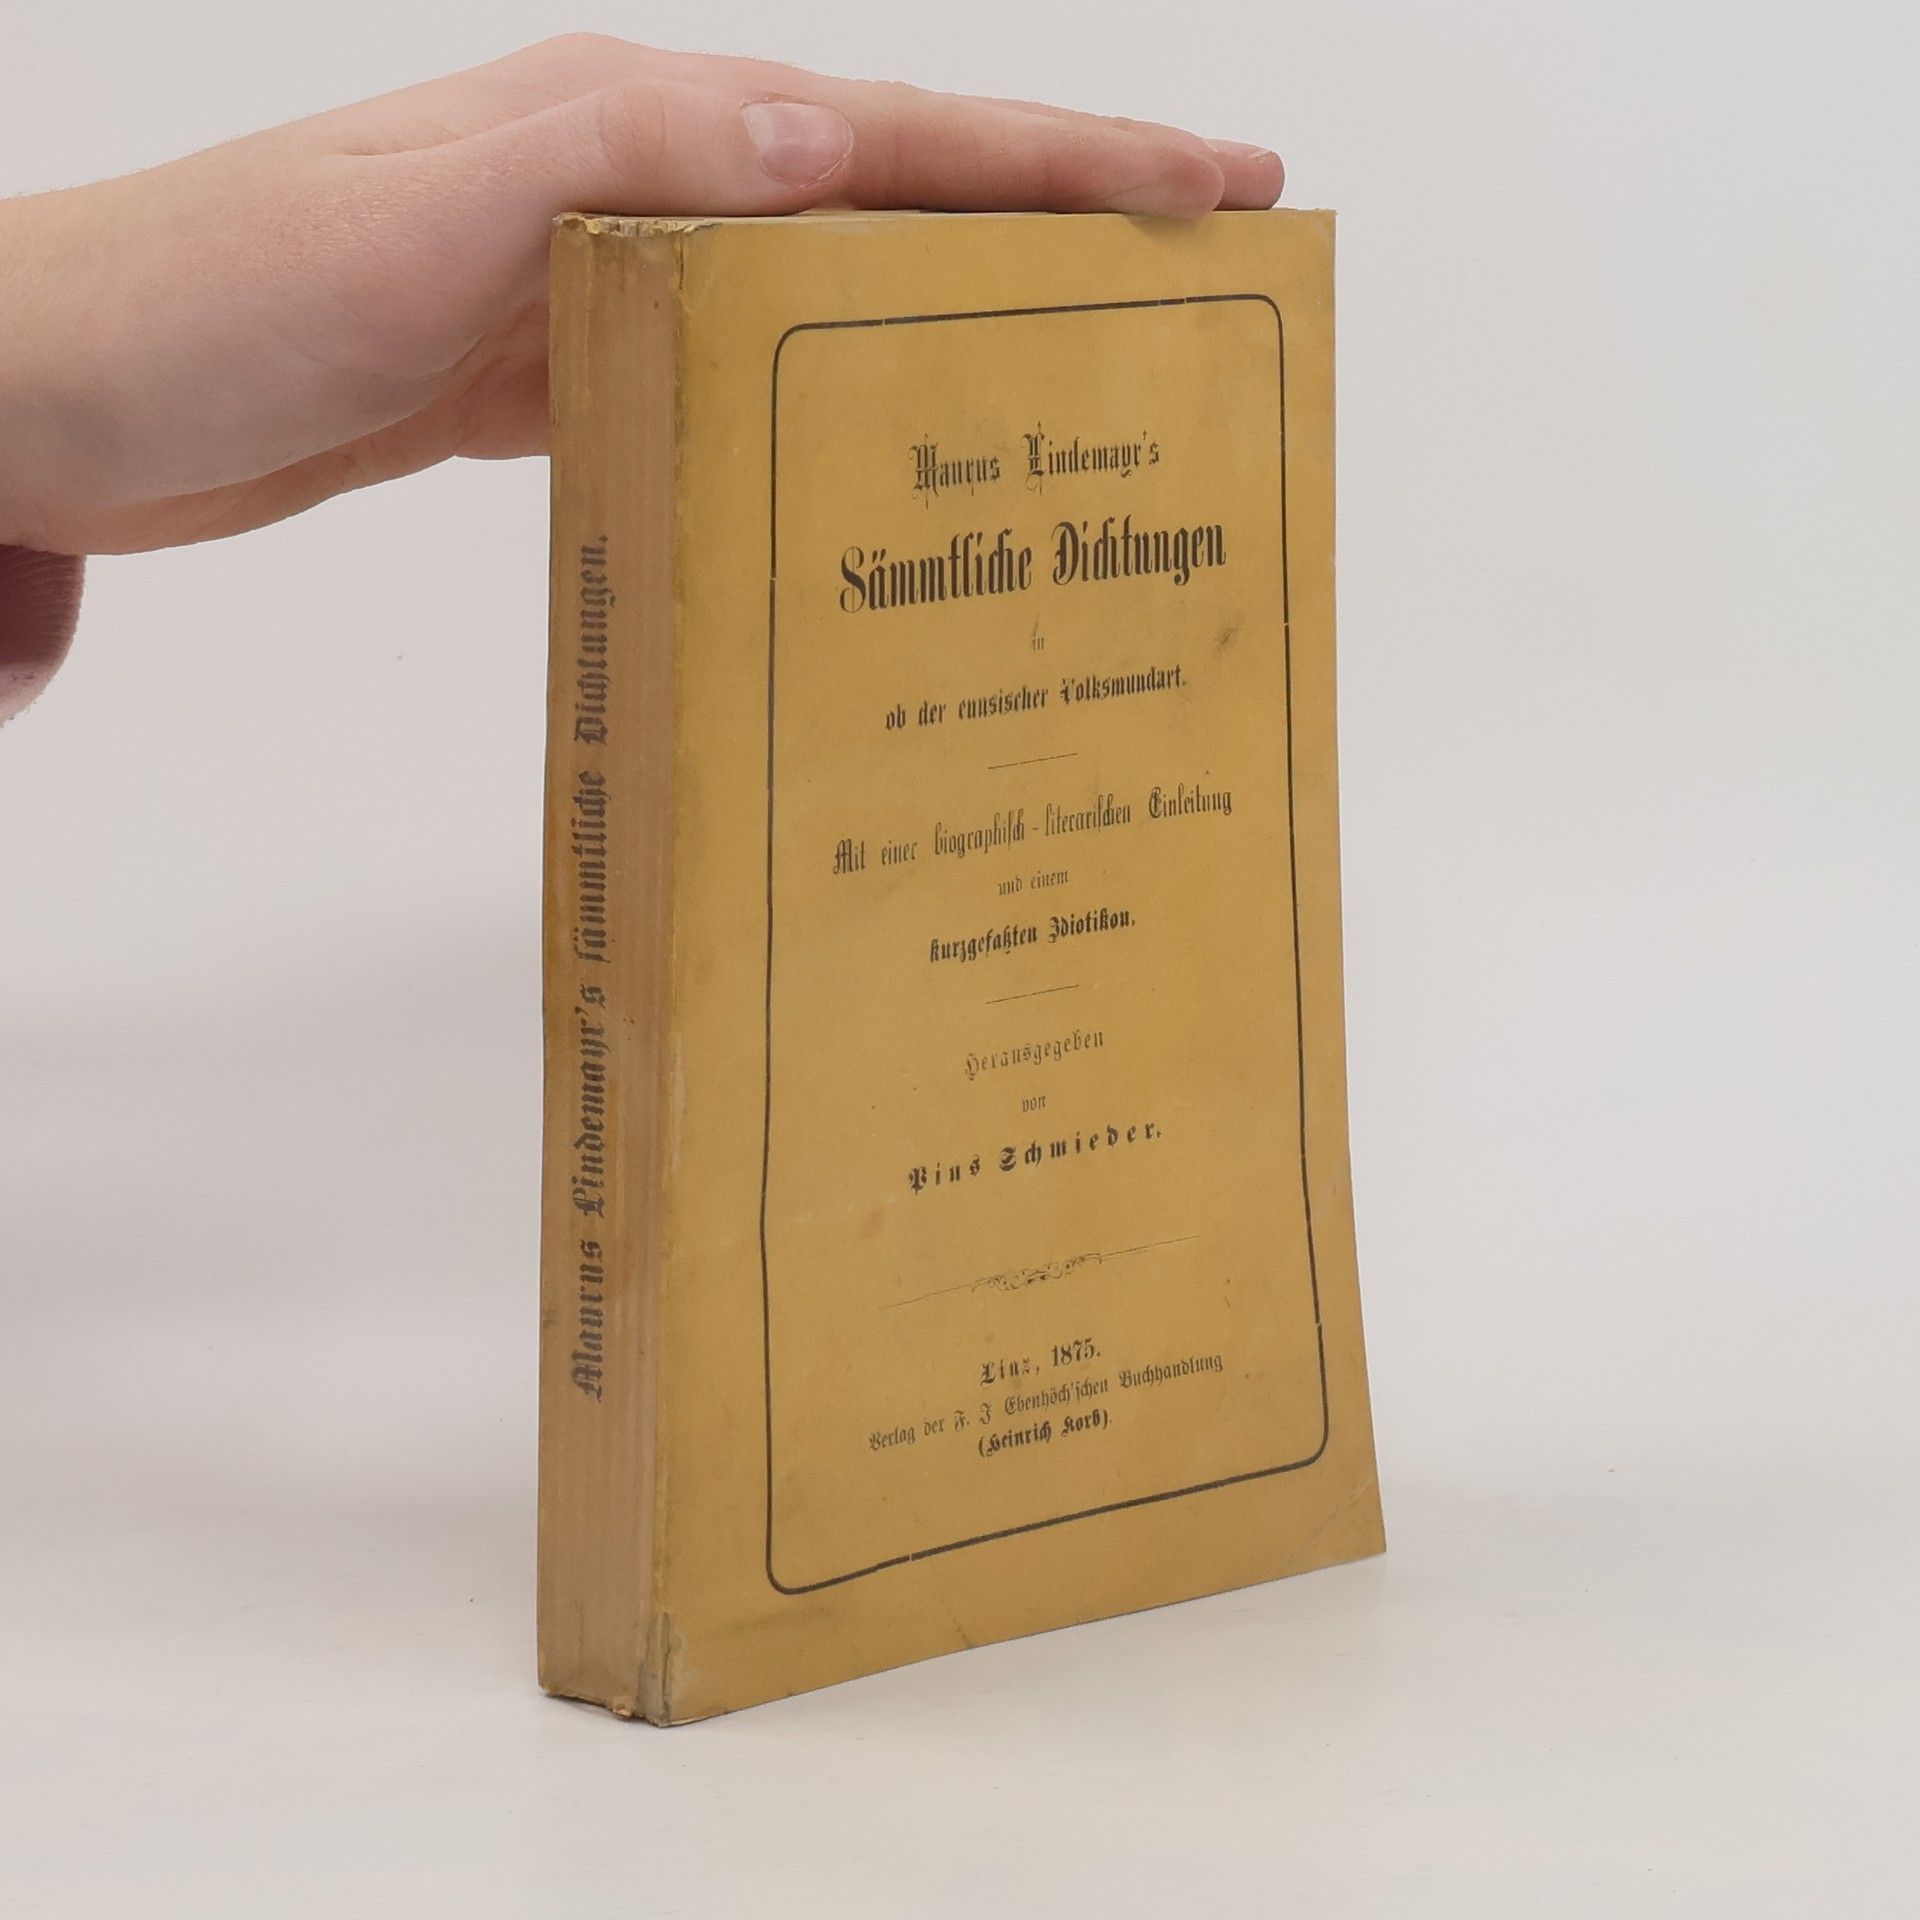 Maurus Lindemayr's sämmtliche Dichtungen.
Maurus Lindemayr's
Sämmtliche Dichtungen
in
ob der ennsischer Volksmundart.
Mit einer biographisch-literarischen Einleitung
und einem
kurzgefaßten Idiotikon.
Herausgegeben
von
Pius Schmieder.
Linz, 1875.
Verlag der F. J Ebenhöch'schen Buchhandlung
(Heinrich Korb).